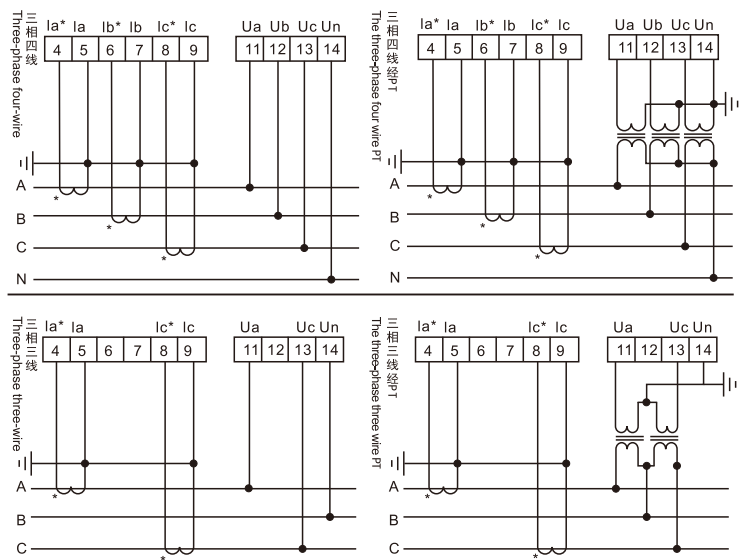 三相四线
Three-phase four-wire
Ia* Ia Ib* Ib Ic* Ic
4 5 6 7 8 9
Ua Ub Uc Un
11 12 13 14
A
*
B
*
C
*
N
三相四线经PT
The three-phase four wire PT
Ia* Ia Ib* Ib Ic* Ic
4 5 6 7 8 9
Ua Ub Uc Un
11 12 13 14
A
*
B
*
C
*
N
三相三线
Three-phase three-wire
Ia* Ia Ic* Ic
4 5 6 7 8 9
Ua Uc Un
11 12 13 14
A
*
B
C
*
三相三线经PT
The three-phase three wire PT
Ia* Ia Ic* Ic
4 5 6 7 8 9
Ua Uc Un
11 12 13 14
A
*
B
C
*